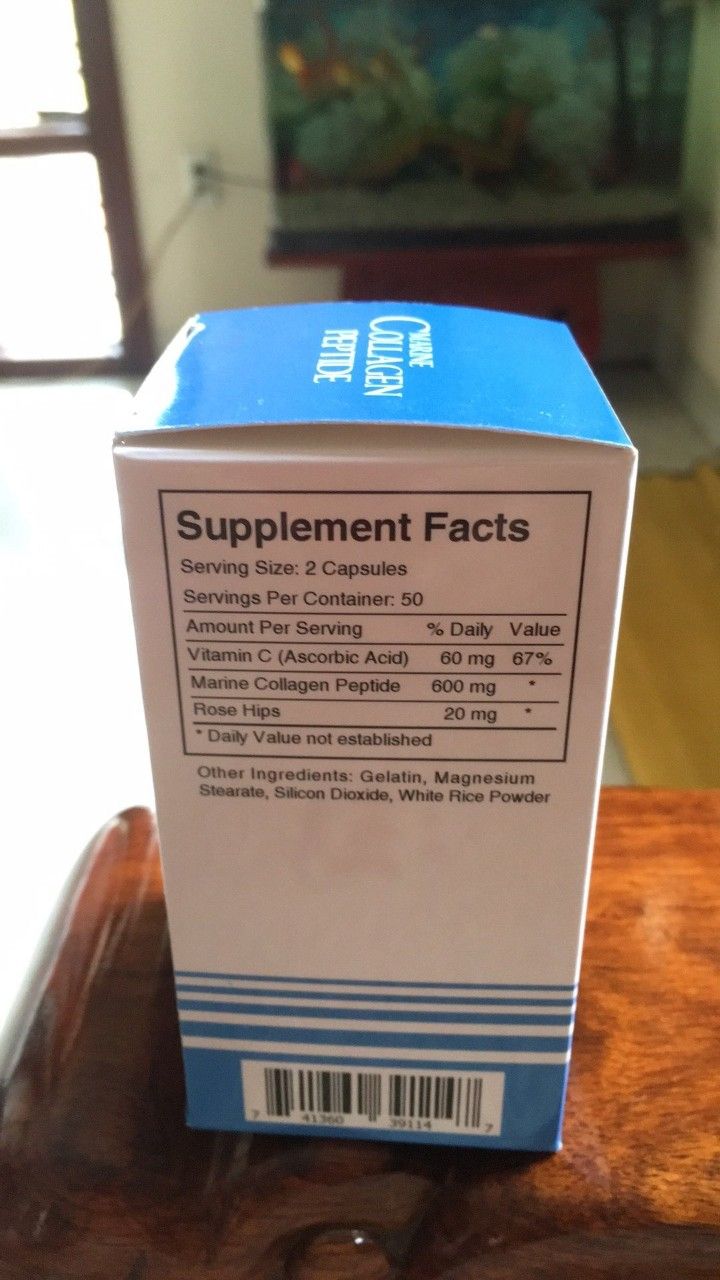 MARINE
COLLAGEN
PEPTIDE
Supplement Facts
Serving Size: 2 Capsules
Servings Per Container: 50
Amount Per Serving % Daily Value
Vitamin C (Ascorbic Acid) 60 mg 67%
Marine Collagen Peptide 600 mg *
Rose Hips 20 mg *
* Daily Value not established
Other Ingredients: Gelatin, Magnesium
Stearate, Silicon Dioxide, White Rice Powder
7 41360 39114 7